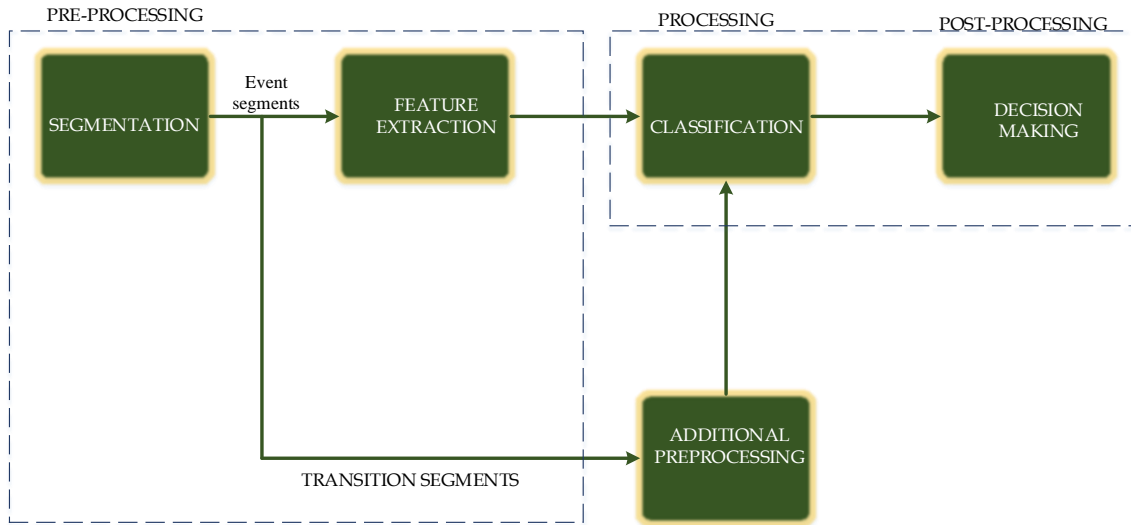 PRE-PROCESSING
PROCESSING
POST-PROCESSING
SEGMENTATION
Event
segments
FEATURE
EXTRACTION
CLASSIFICATION
DECISION
MAKING
ADDITIONAL
PREPROCESSING
TRANSITION SEGMENTS